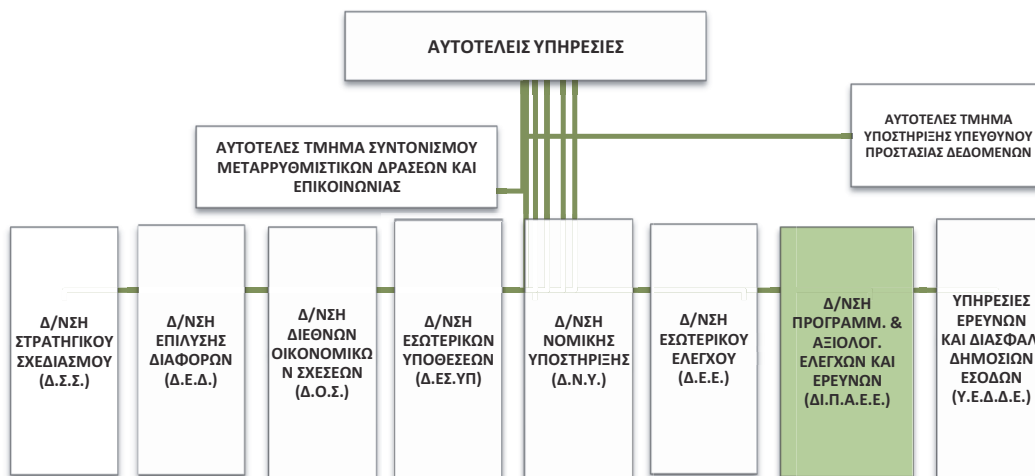 ΑΥΤΟΤΕΛΕΙΣ ΥΠΗΡΕΣΙΕΣ
ΑΥΤΟΤΕΛΕΣ ΤΜΗΜΑ ΣΥΝΤΟΝΙΣΜΟΥ
ΜΕΤΑΡΡΥΘΜΙΣΤΙΚΩΝ ΔΡΑΣΕΩΝ ΚΑΙ
ΕΠΙΚΟΙΝΩΝΙΑΣ
ΑΥΤΟΤΕΛΕΣ ΤΜΗΜΑ
ΥΠΟΣΤΗΡΙΞΗΣ ΥΠΕΥΘΥΝΟΥ
ΠΡΟΣΤΑΣΙΑΣ ΔΕΔΟΜΕΝΩΝ
Δ/ΝΣΗ
ΣΤΡΑΤΗΓΙΚΟΥ
ΣΧΕΔΙΑΣΜΟΥ
(Δ.Σ.Σ.)
Δ/ΝΣΗ
ΕΠΙΛΥΣΗΣ
ΔΙΑΦΟΡΩΝ
(Δ.Ε.Δ.)
Δ/ΝΣΗ
ΔΙΕΘΝΩΝ
ΟΙΚΟΝΟΜΙΚΩ
Ν ΣΧΕΣΕΩΝ
(Δ.Ο.Σ.)
Δ/ΝΣΗ
ΕΣΩΤΕΡΙΚΩΝ
ΥΠΟΘΕΣΕΩΝ
(Δ.ΕΣ.ΥΠ)
Δ/ΝΣΗ
ΝΟΜΙΚΗΣ
ΥΠΟΣΤΗΡΙΞΗΣ
(Δ.Ν.Υ.)
Δ/ΝΣΗ
ΕΣΩΤΕΡΙΚΟΥ
ΕΛΕΓΧΟΥ
(Δ.Ε.Ε.)
Δ/ΝΣΗ
ΠΡΟΓΡΑΜΜ. &
ΑΞΙΟΛΟΓ.
ΕΛΕΓΧΩΝ ΚΑΙ
ΕΡΕΥΝΩΝ
(ΔΙ.Π.Α.Ε.Ε.)
ΥΠΗΡΕΣΙΕΣ
ΕΡΕΥΝΩΝ
ΚΑΙ ΔΙΑΣΦΑΛ
ΔΗΜΟΣΙΩΝ
ΕΣΟΔΩΝ
(Υ.Ε.Δ.Δ.Ε.)